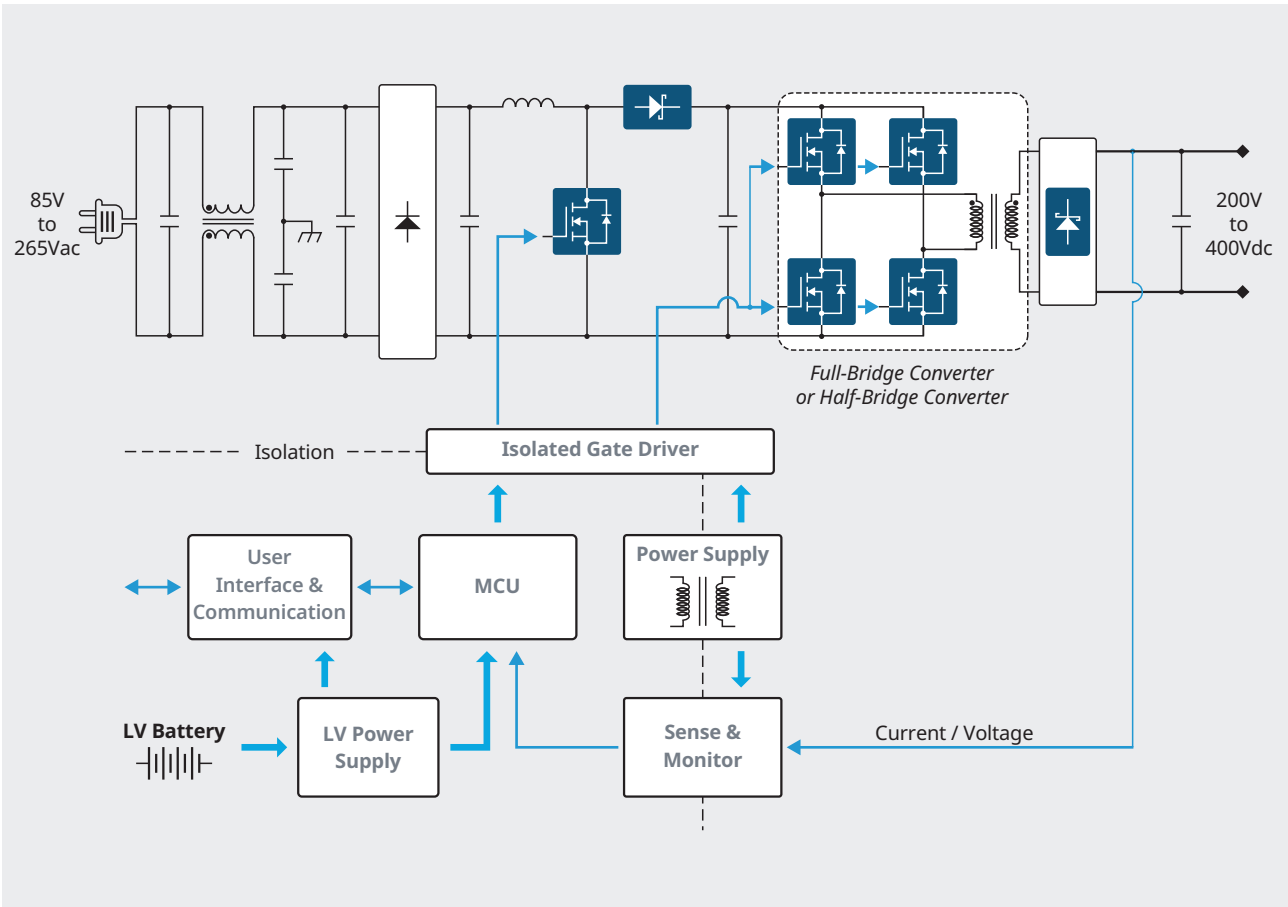 85V
to
265Vac
200V
to
400Vdc
Full-Bridge Converter
or Half-Bridge Converter
Isolation
Isolated Gate Driver
User
Interface &
Communication
MCU
Power Supply
LV Battery
LV Power
Supply
Sense &
Monitor
Current / Voltage